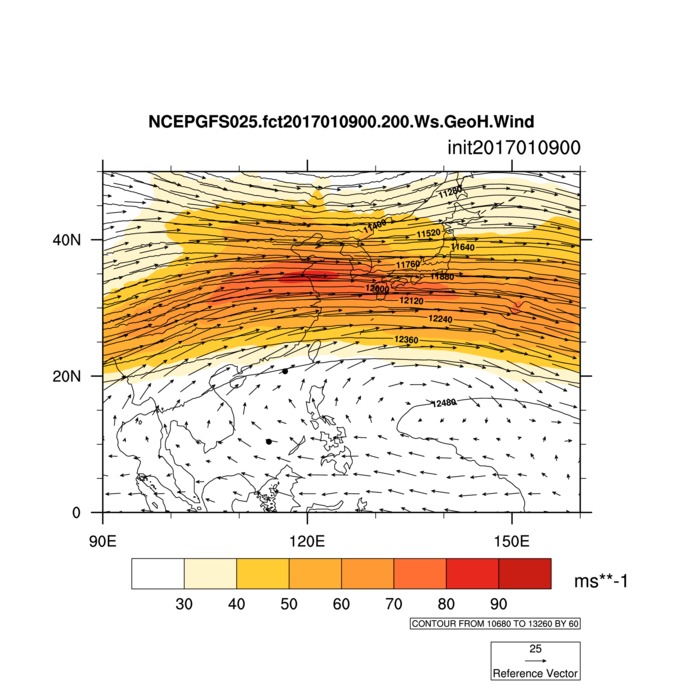 NCEPGFS025.fct2017010900.200.Ws.GeoH.Wind
init2017010900
11280
11400
11520
40N
11640
11760
11880
12000
12120
12240
12360
20N
12480
0
90E 120E 150E
ms**-1
30 40 50 60 70 80 90
CONTOUR FROM 10680 TO 13260 BY 60
25
Reference Vector